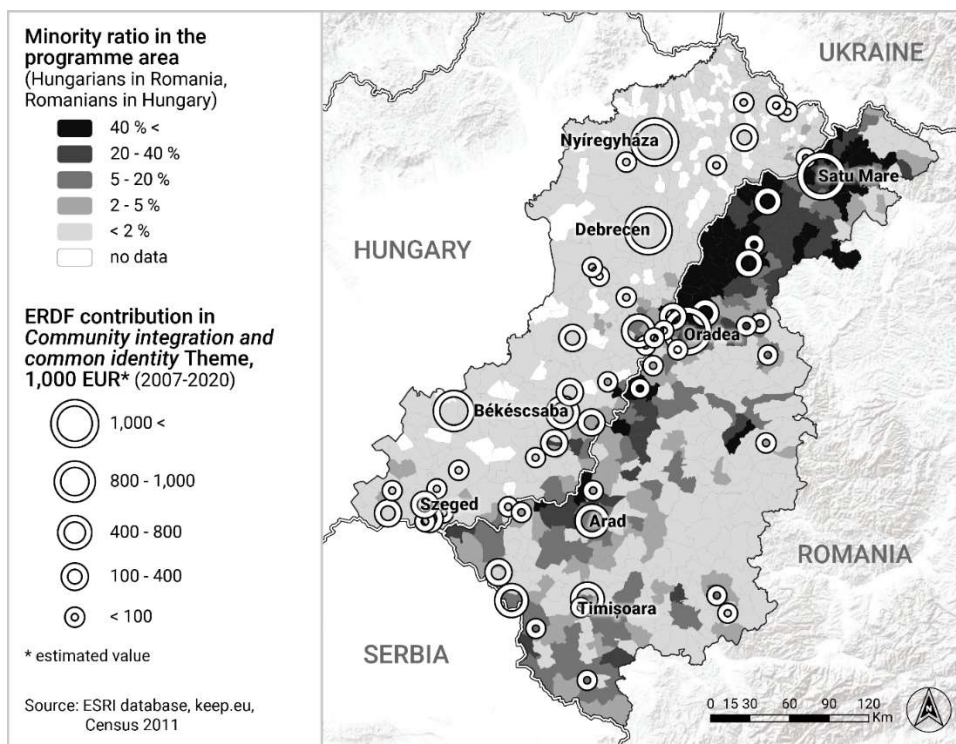 Minority ratio in the
programme area
(Hungarians in Romania,
Romanians in Hungary)
40 % <
20 - 40 %
5 - 20 %
2 - 5 %
< 2 %
no data
ERDF contribution in
Community integration and
common identity Theme,
1,000 EUR* (2007-2020)
1,000 <
800 - 1,000
400 - 800
100 - 400
< 100
* estimated value
Source: ESRI database, keep.eu,
Census 2011
UKRAINE
Nyíregyháza
Satu Mare
Debrecen
HUNGARY
Oradea
Békéscsaba
Szeged
Arad
ROMANIA
Timișoara
SERBIA
0 15 30 60 90 120
Km
N